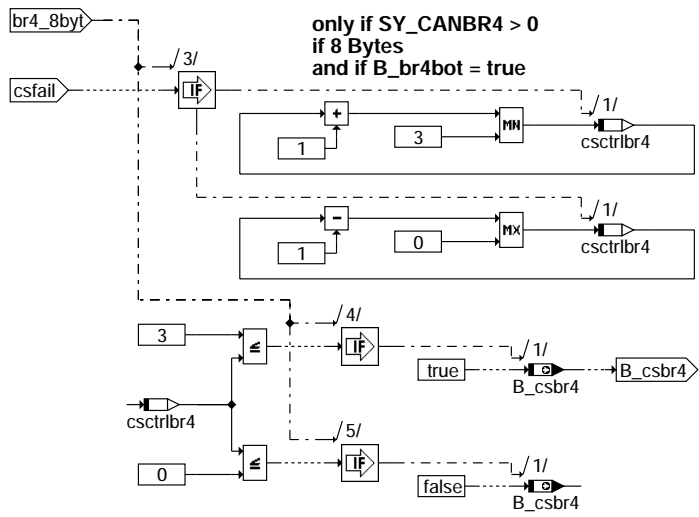 br4_8byt
only if SY_CANBR4 > 0
if 8 Bytes
and if B_br4bot = true
3/
csfail
IF
1/
+
1
3
MN
csctrlbr4
1/
-
1
0
MX
csctrlbr4
4/
3
≤
IF
1/
true
B_csbr4
B_csbr4
csctrlbr4
5/
≤
IF
0
1/
false
B_csbr4